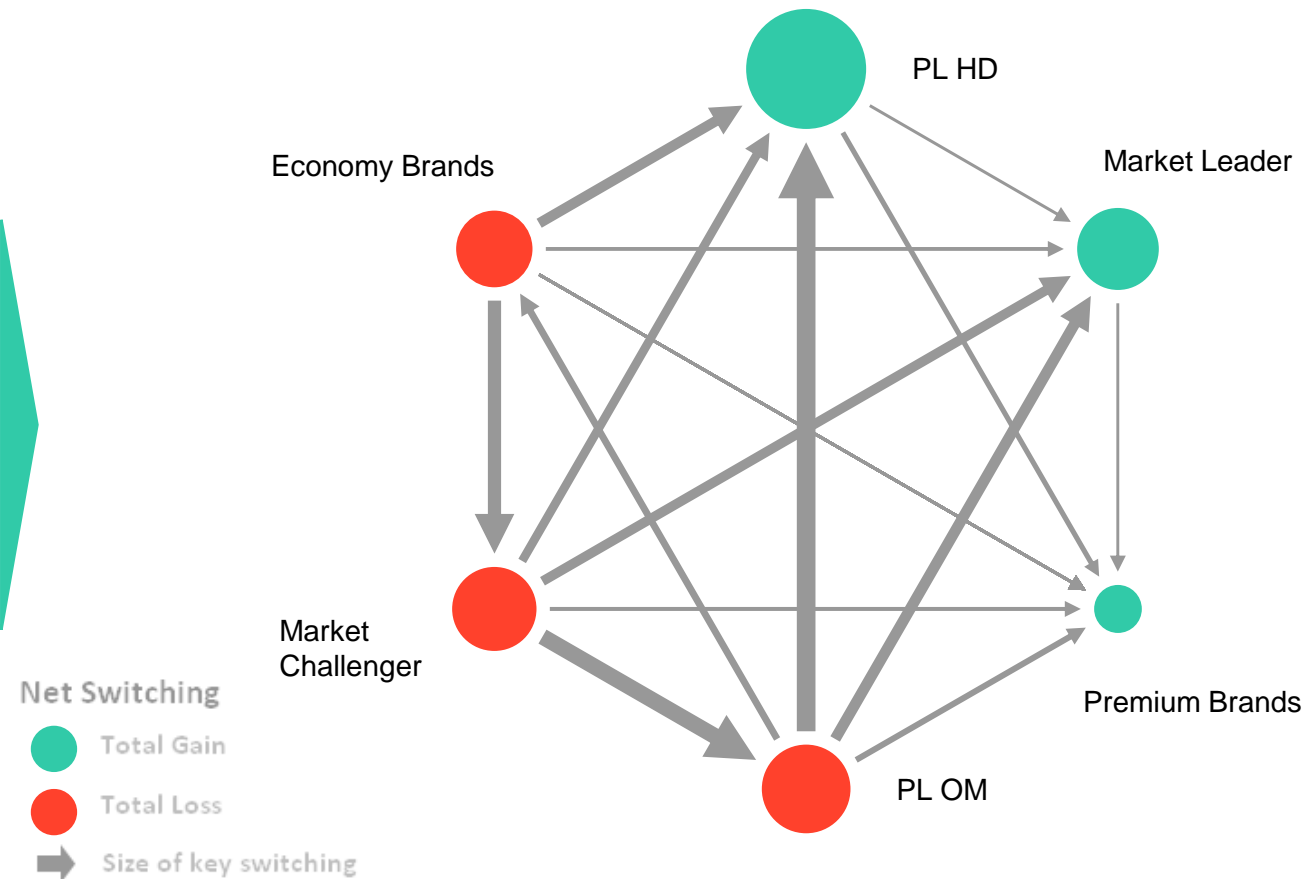 PL HD
Market Leader
Economy Brands
Market
Challenger
Premium Brands
PL OM
Net Switching
Total Gain
Total Loss
Size of key switching